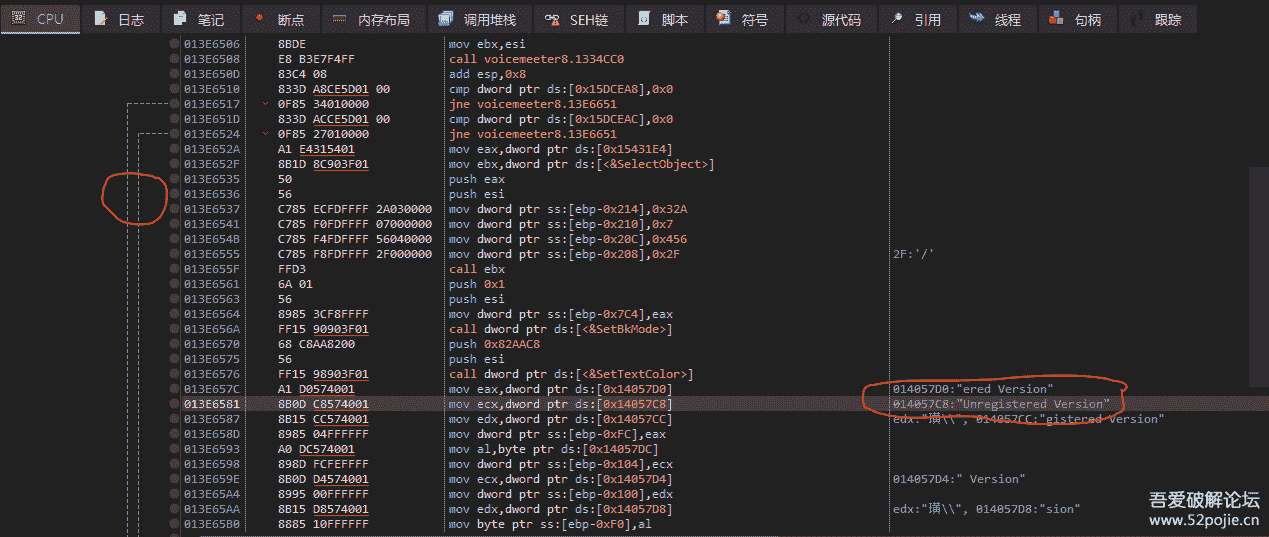 CPU 日志 笔记 断点 内存布局 调用堆栈 SEH链 脚本 符号 源代码 引用 线程 句柄 跟踪
013E6506 8BDE mov ebx,esi
013E6508 E8 B3E7F4FF call voicemeeter8.1334CC0
013E650D 83C4 08 add esp,0x8
013E6510 833D A8CE5D01 00 cmp dword ptr ds:[0x15DCEA8],0x0
013E6517 0F85 34010000 jne voicemeeter8.13E6651
013E651D 833D ACCE5D01 00 cmp dword ptr ds:[0x15DCEAC],0x0
013E6524 0F85 27010000 jne voicemeeter8.13E6651
013E652A A1 E4315401 mov eax,dword ptr ds:[0x15431E4]
013E652F 8B1D 8C903F01 mov ebx,dword ptr ds:[<&SelectObject>]
013E6535 50 push eax
013E6536 56 push esi
013E6537 C785 ECFDFFFF 2A030000 mov dword ptr ss:[ebp-0x214],0x32A
013E6541 C785 F0FDFFFF 07000000 mov dword ptr ss:[ebp-0x210],0x7
013E654B C785 F4FDFFFF 56040000 mov dword ptr ss:[ebp-0x20C],0x456
013E6555 C785 F8FDFFFF 2F000000 mov dword ptr ss:[ebp-0x208],0x2F 2F:'/'
013E655F FFD3 call ebx
013E6561 6A 01 push 0x1
013E6563 56 push esi
013E6564 8985 3CF8FFFF mov dword ptr ss:[ebp-0x7C4],eax
013E656A FF15 90903F01 call dword ptr ds:[<&SetBkMode>]
013E6570 68 C8AA8200 push 0x82AAC8
013E6575 56 push esi
013E6576 FF15 98903F01 call dword ptr ds:[<&SetTextColor>]
013E657C A1 D0574001 mov eax,dword ptr ds:[0x14057D0] 014057D0:"ered Version"
013E6581 8B0D C8574001 mov ecx,dword ptr ds:[0x14057C8] 014057C8:"Unregistered Version"
013E6587 8B15 CC574001 mov edx,dword ptr ds:[0x14057CC] edx:"璜\\", 014057CC:"gistered Version"
013E658D 8985 04FFFFFF mov dword ptr ss:[ebp-0xFC],eax
013E6593 A0 DC574001 mov al,byte ptr ds:[0x14057DC]
013E6598 898D FCFEFFFF mov dword ptr ss:[ebp-0x104],ecx
013E659E 8B0D D4574001 mov ecx,dword ptr ds:[0x14057D4] 014057D4:" Version"
013E65A4 8995 00FFFFFF mov dword ptr ss:[ebp-0x100],edx
013E65AA 8B15 D8574001 mov edx,dword ptr ds:[0x14057D8] edx:"璜\\", 014057D8:"sion"
013E65B0 8885 10FFFFFF mov byte ptr ss:[ebp-0xF0],al
吾爱破解论坛
www.52pojie.cn